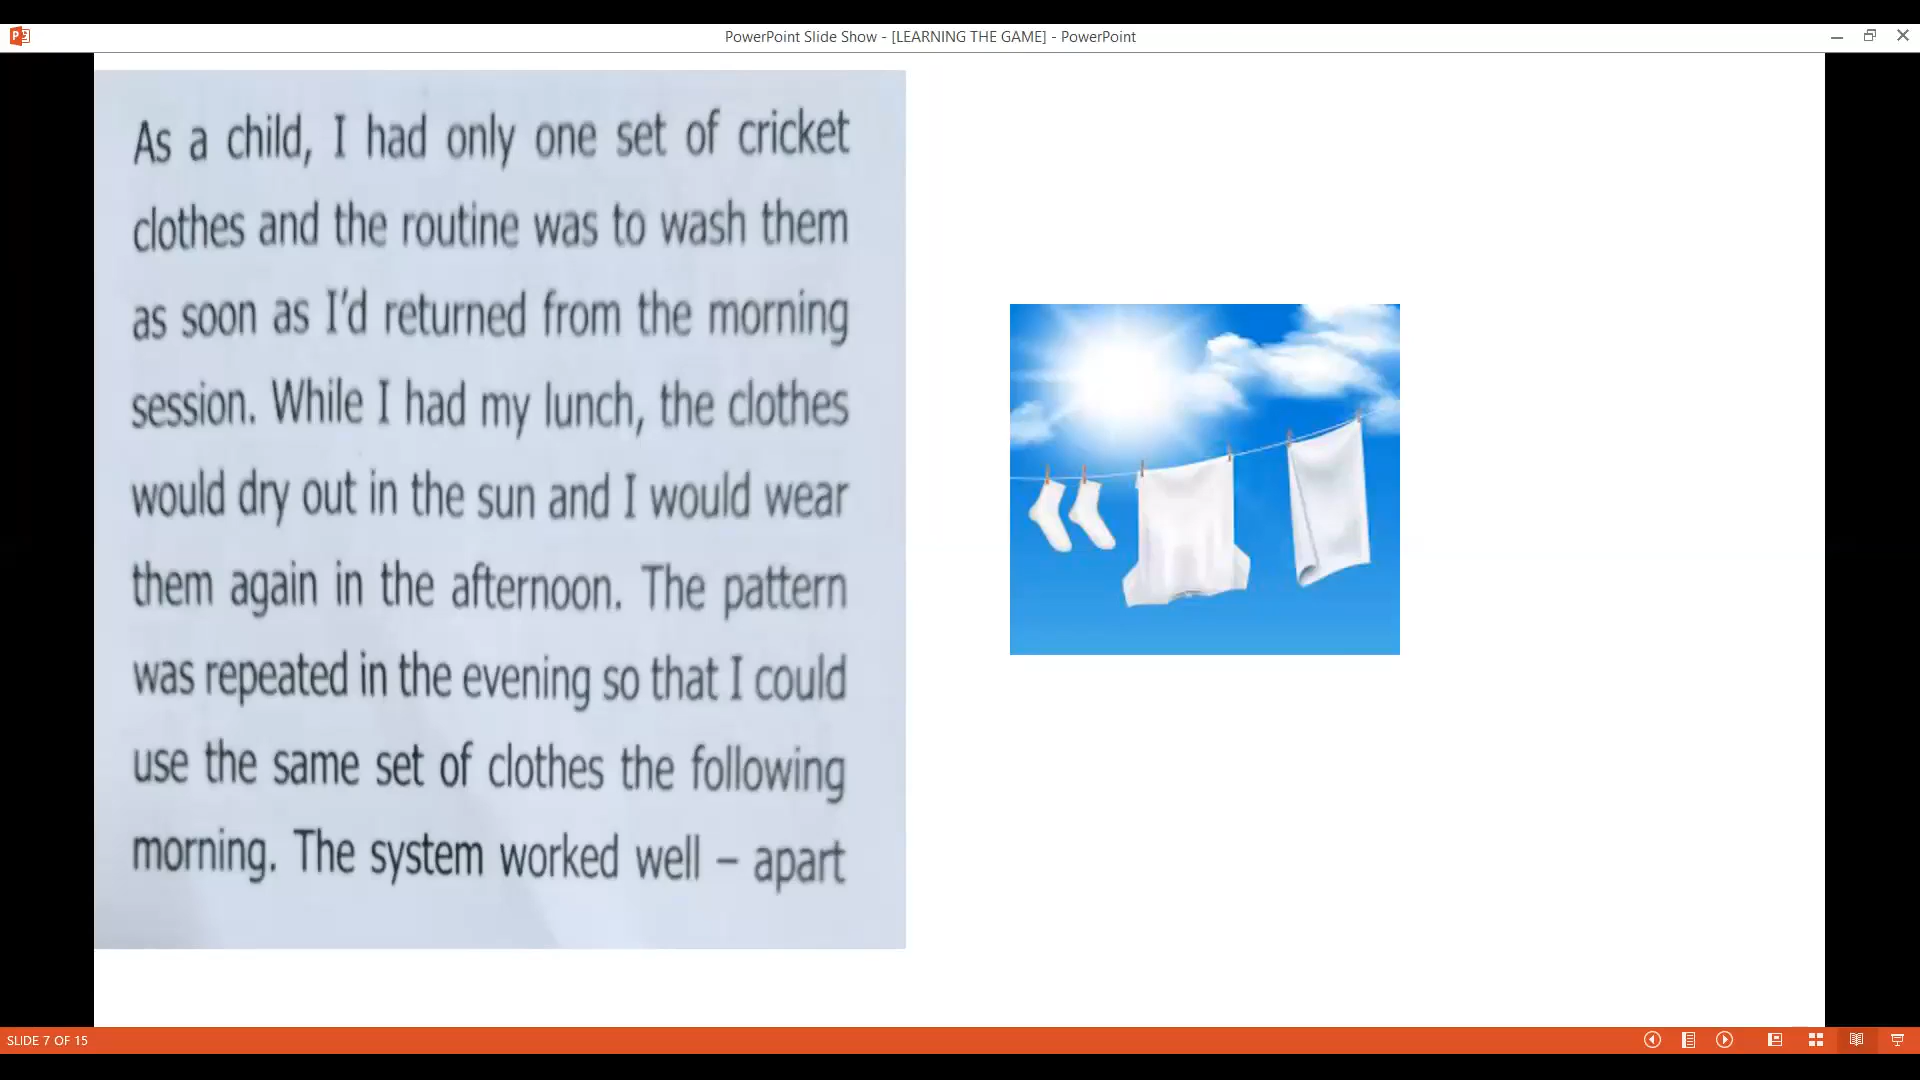 PowerPoint Slide Show - [LEARNING THE GAME] - PowerPoint
As a child, I had only one set of cricket
clothes and the routine was to wash them
as soon as I'd returned from the morning
session. While I had my lunch, the clothes
would dry out in the sun and I would wear
them again in the afternoon. The pattern
was repeated in the evening so that I could
use the same set of clothes the following
morning. The system worked well – apart
SLIDE 7 OF 15